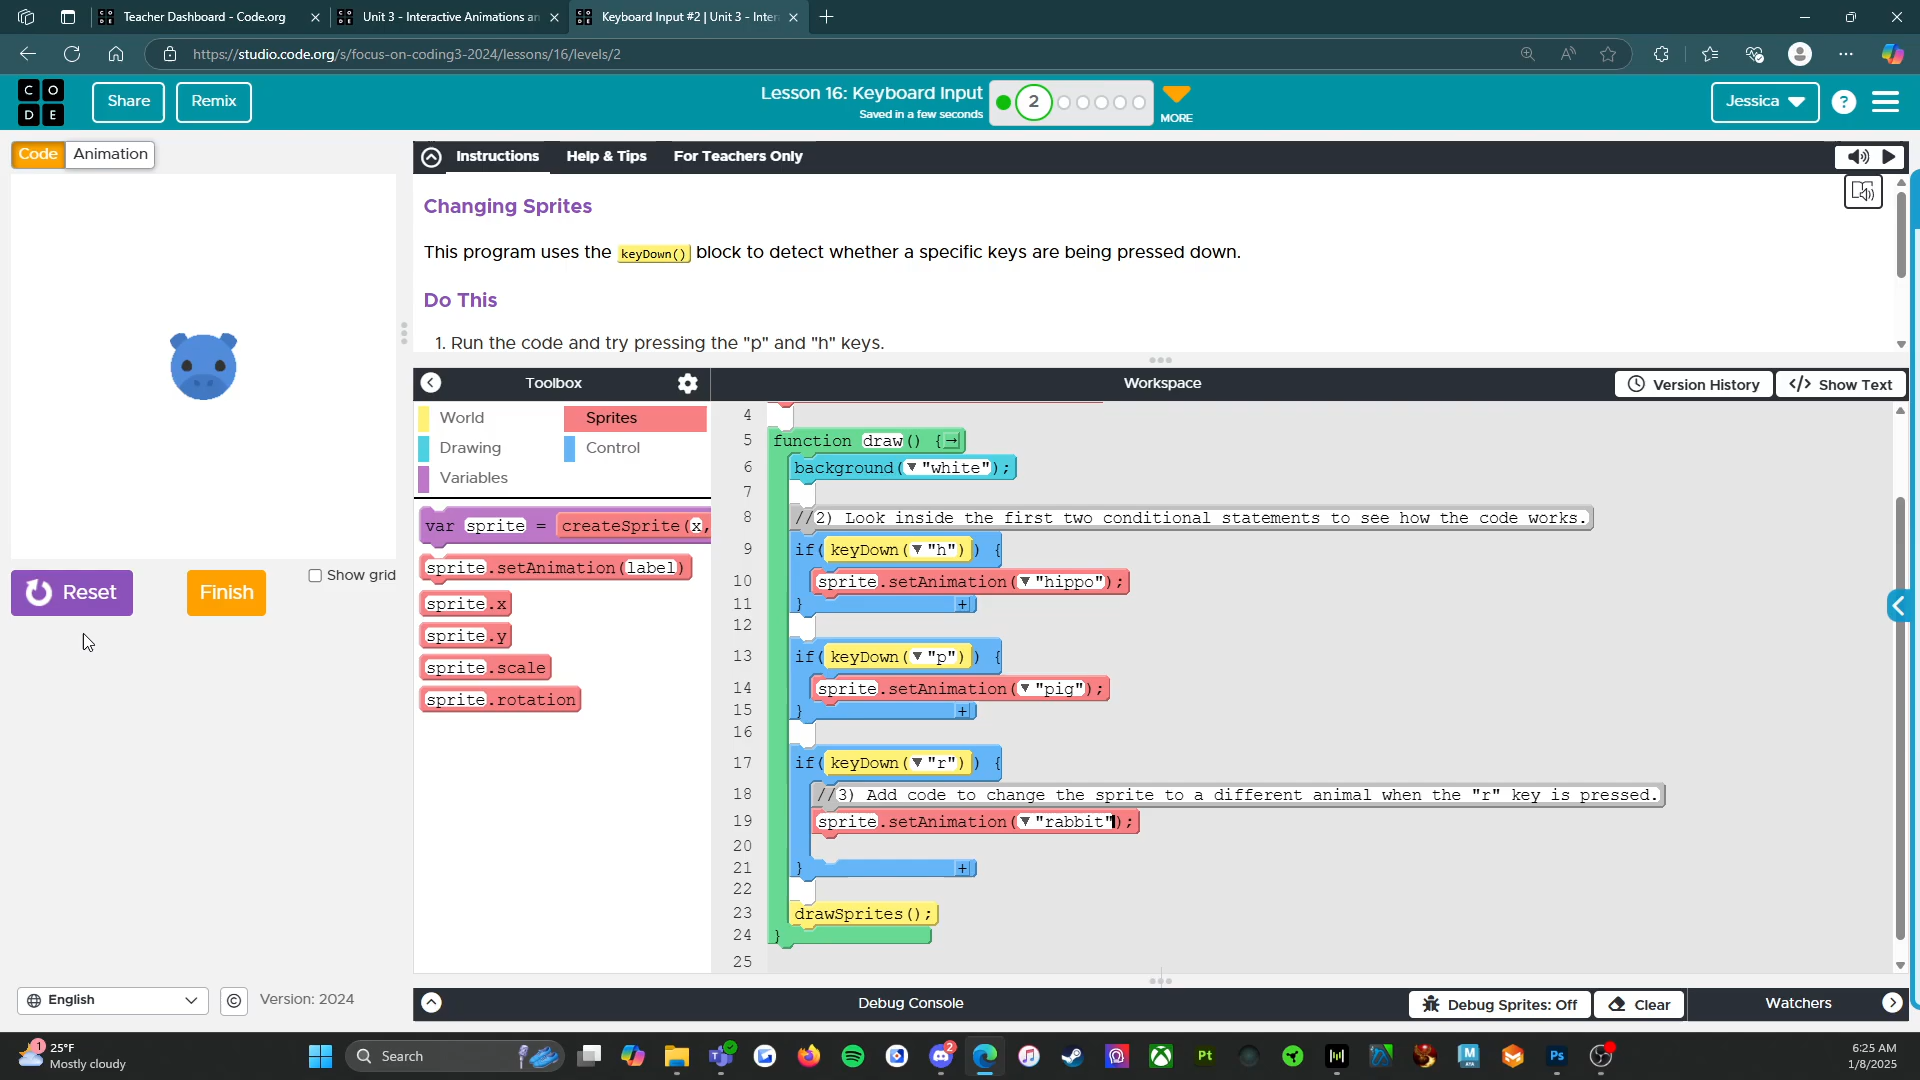 Teacher Dashboard - Code.org
Unit 3 - Interactive Animations an
Keyboard Input #2 | Unit 3 - Inter
https://studio.code.org/s/focus-on-coding3-2024/lessons/16/levels/2
C O
D E
Share
Remix
Lesson 16: Keyboard Input
Saved in a few seconds
2
MORE
Jessica
?
Code
Animation
Instructions
Help & Tips
For Teachers Only
Changing Sprites
This program uses the keyDown() block to detect whether a specific keys are being pressed down.
Do This
1. Run the code and try pressing the "p" and "h" keys.
Reset
Finish
Show grid
Toolbox
Workspace
Version History
</> Show Text
World
Sprites
Drawing
Control
Variables
var sprite = createSprite(x,
sprite.setAnimation(label)
sprite.x
sprite.y
sprite.scale
sprite.rotation
4
5 function draw() {
6 background("white");
7
8 //2) Look inside the first two conditional statements to see how the code works.
9 if(keyDown("h")) {
10 sprite.setAnimation("hippo");
11 } +
12
13 if(keyDown("p")) {
14 sprite.setAnimation("pig");
15 } +
16
17 if(keyDown("r")) {
18 //3) Add code to change the sprite to a different animal when the "r" key is pressed.
19 sprite.setAnimation("rabbit");
20
21 } +
22
23 drawSprites();
24 }
25
English
©
Version: 2024
Debug Console
Debug Sprites: Off
Clear
Watchers
1
25°F
Mostly cloudy
Search
2
Pt
Ps
6:25 AM
1/8/2025